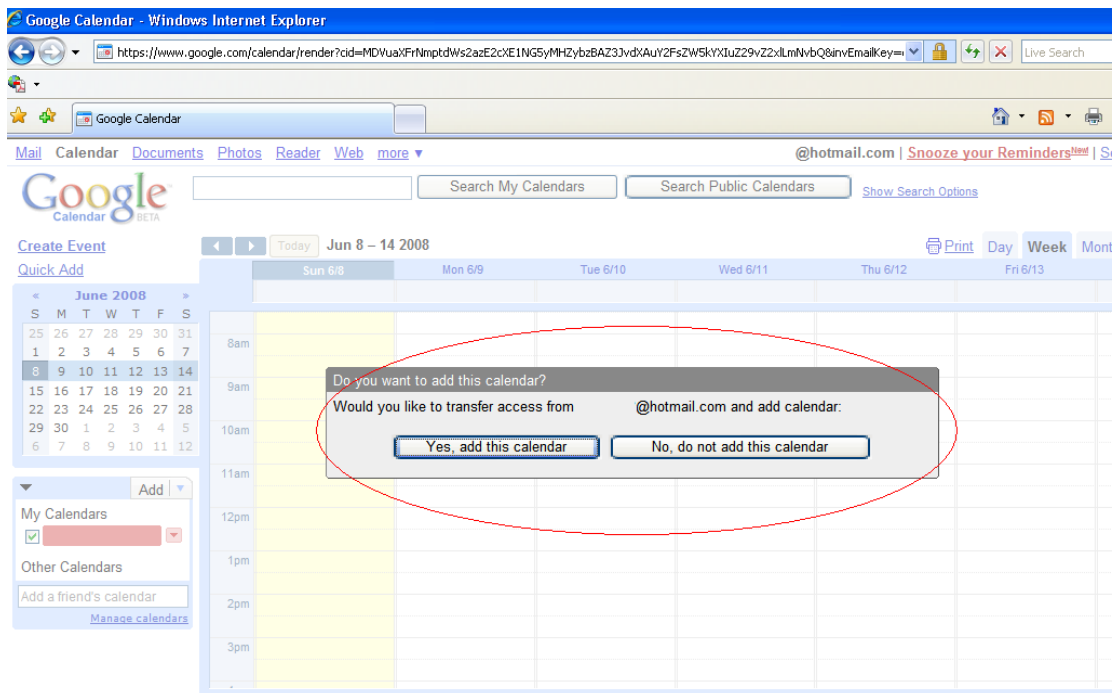 Google Calendar - Windows Internet Explorer
https://www.google.com/calendar/render?cid=MDVuaXFrNmptdWs2azE2cXE1NG5yMHZybzBAZ3JvdXAuY2FsZW5kYXIuZ29vZ2xlLmNvbQ&invEmailKey=
Live Search
Google Calendar
Mail Calendar Documents Photos Reader Web more ▼ @hotmail.com | Snooze your Reminders New! |
Google Calendar BETA
Search My Calendars Search Public Calendars Show Search Options
Create Event
Quick Add
Today Jun 8 – 14 2008 Print Day Week Mont
Sun 6/8 Mon 6/9 Tue 6/10 Wed 6/11 Thu 6/12 Fri 6/13
« June 2008 »
S M T W T F S
25 26 27 28 29 30 31
1 2 3 4 5 6 7
8 9 10 11 12 13 14
15 16 17 18 19 20 21
22 23 24 25 26 27 28
29 30 1 2 3 4 5
6 7 8 9 10 11 12
Add
My Calendars
Other Calendars
Add a friend's calendar
Manage calendars
8am
9am
10am
11am
12pm
1pm
2pm
3pm
Do you want to add this calendar?
Would you like to transfer access from @hotmail.com and add calendar:
Yes, add this calendar No, do not add this calendar